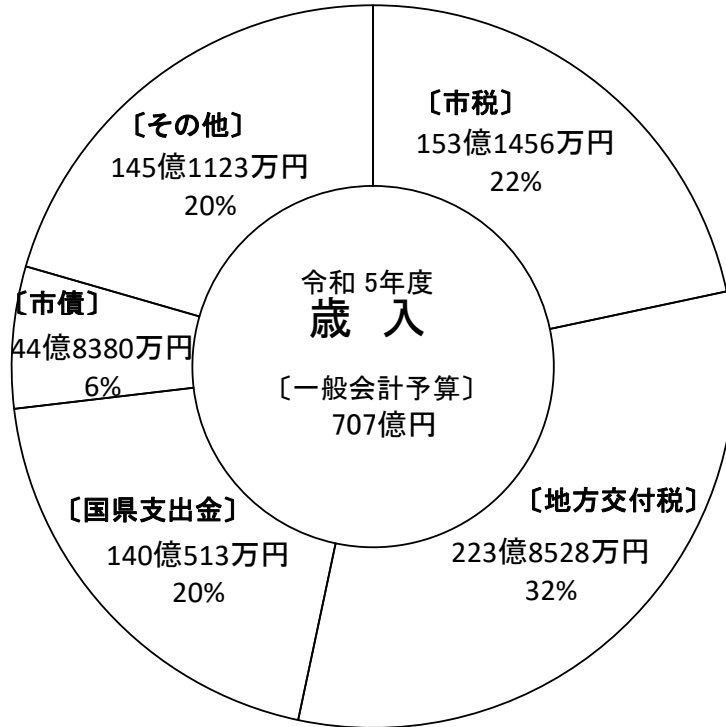 〔市税〕
153億1456万円
22%
〔地方交付税〕
223億8528万円
32%
〔国県支出金〕
140億513万円
20%
〔市債〕
44億8380万円
6%
〔その他〕
145億1123万円
20%
令和 5年度
歳 入
〔一般会計予算〕
707億円